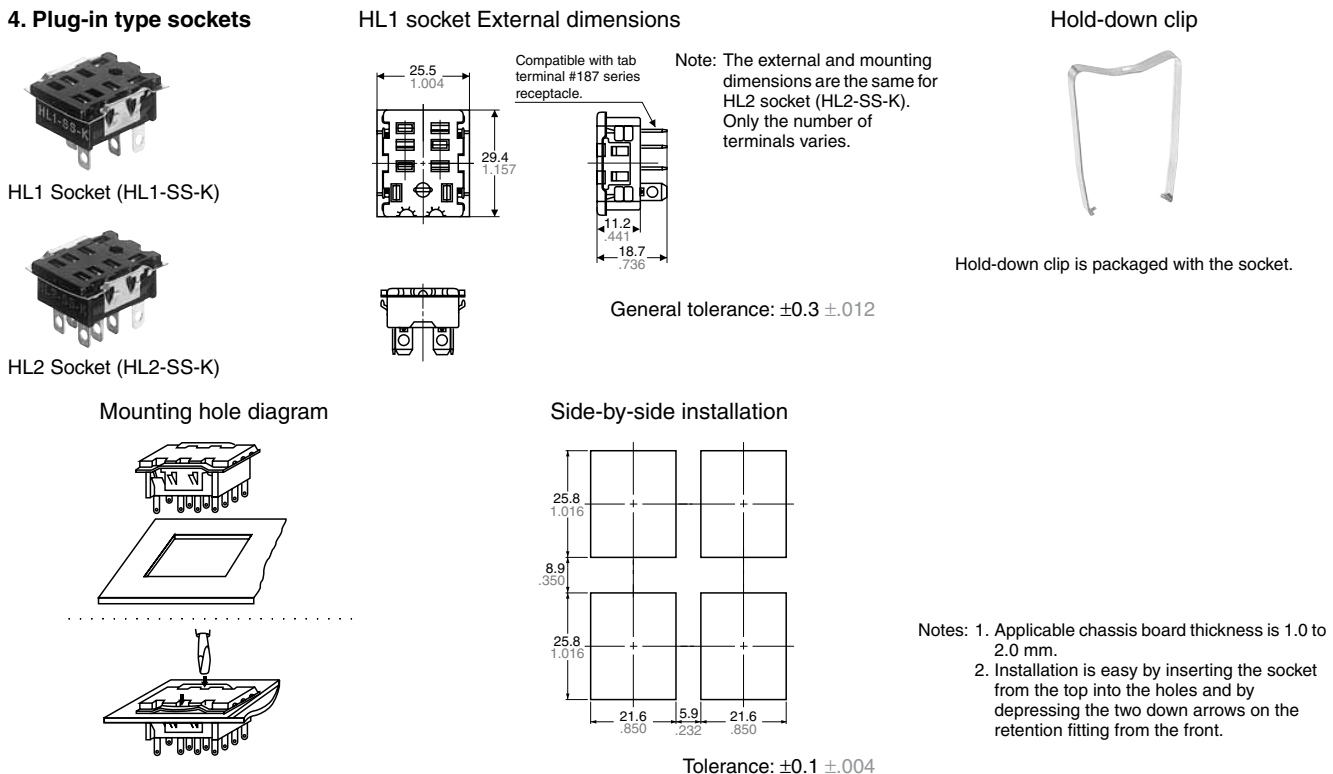 4. Plug-in type sockets
HL1 socket External dimensions
Hold-down clip
HL1-SS-K
HL1 Socket (HL1-SS-K)
HL2 Socket (HL2-SS-K)
25.5
1.004
Compatible with tab
terminal #187 series
receptacle.
29.4
1.157
11.2
.441
18.7
.736
Note: The external and mounting
dimensions are the same for
HL2 socket (HL2-SS-K).
Only the number of
terminals varies.
General tolerance: ±0.3 ±.012
Hold-down clip is packaged with the socket.
Mounting hole diagram
Side-by-side installation
25.8
1.016
8.9
.350
25.8
1.016
21.6
.850
5.9
.232
21.6
.850
Tolerance: ±0.1 ±.004
Notes: 1. Applicable chassis board thickness is 1.0 to
2.0 mm.
2. Installation is easy by inserting the socket
from the top into the holes and by
depressing the two down arrows on the
retention fitting from the front.